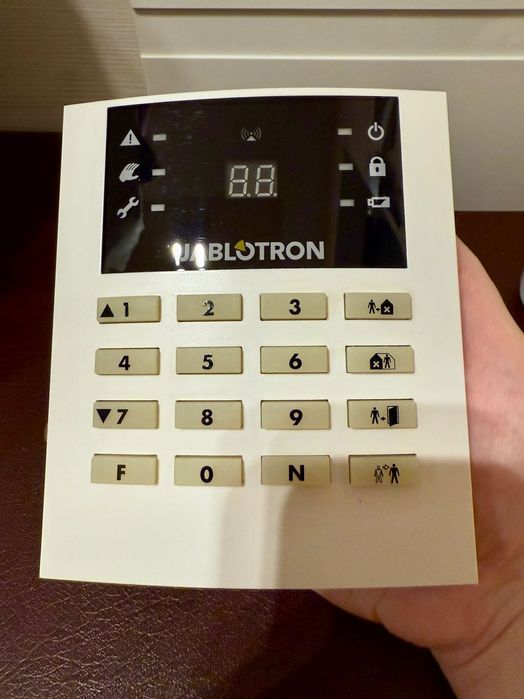 8.8.
JABLOTRON
▲ 1 2 3
4 5 6
▼ 7 8 9
F 0 N